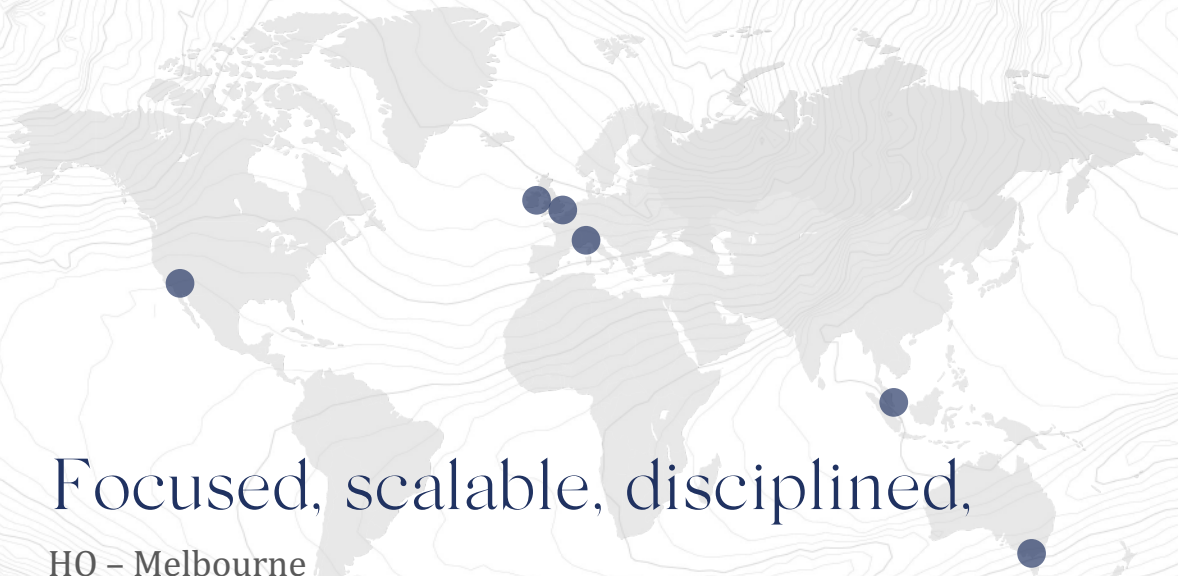 Focused, scalable, disciplined,
HO – Melbourne